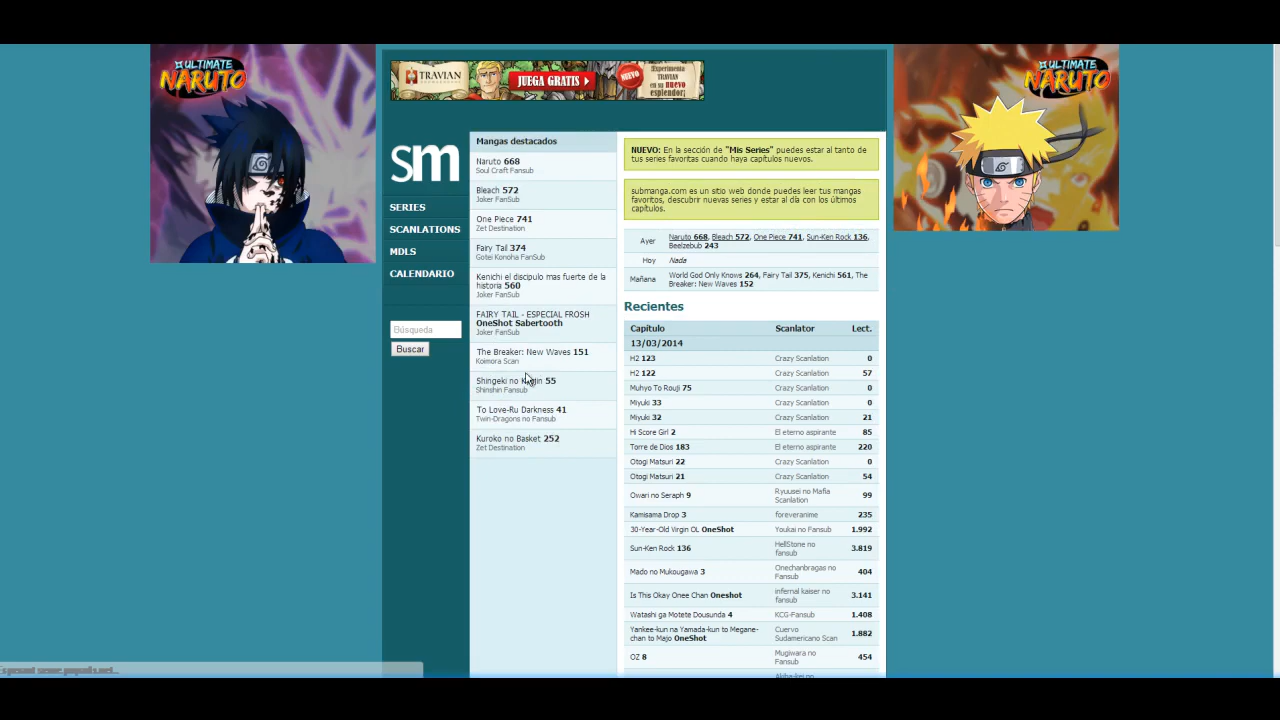 ULTIMATE
NARUTO
TRAVIAN
JUEGA GRATIS
NUEVO
¡Experimenta
TRAVIAN
en su nuevo
esplendor!
ULTIMATE
NARUTO
sm
SERIES
SCANLATIONS
MDLS
CALENDARIO
Búsqueda
Buscar
Mangas destacados
Naruto 668
Soul Craft Fansub
Bleach 572
Joker FanSub
One Piece 741
Zet Destination
Fairy Tail 374
Gotei Konoha FanSub
Kenichi el discipulo mas fuerte de la
historia 560
Joker FanSub
FAIRY TAIL - ESPECIAL FROSH
OneShot Sabertooth
Joker FanSub
The Breaker: New Waves 151
Koimora Scan
Shingeki no 55
Shinshin Fansub
To Love-Ru Darkness 41
Twin-Dragons no Fansub
Kuroko no Basket 252
Zet Destination
NUEVO: En la sección de "Mis Series" puedes estar al tanto
de tus series favoritas cuando haya capítulos nuevos.
submanga.com es un sitio web donde puedes leer tus mangas
favoritos, descubrir nuevas series y estar al día con los últimos
capítulos.
Ayer Naruto 668, Bleach 572, One Piece 741, Sun-Ken Rock 136,
Beelzebub 243
Hoy Nada
Mañana World God Only Knows 264, Fairy Tail 375, Kenichi 561, The
Breaker: New Waves 152
Recientes
Capítulo Scanlator Lect.
13/03/2014
H2 123 Crazy Scanlation 0
H2 122 Crazy Scanlation 57
Muhyo To Rouji 75 Crazy Scanlation 0
Miyuki 33 Crazy Scanlation 0
Miyuki 32 Crazy Scanlation 21
Hi Score Girl 2 El eterno aspirante 85
Torre de Dios 183 El eterno aspirante 220
Otogi Matsuri 22 Crazy Scanlation 0
Otogi Matsuri 21 Crazy Scanlation 54
Owari no Seraph 9 Ryuusei no Mafia
Scanlation 99
Kamisama Drop 3 foreveranime 235
30-Year-Old Virgin OL OneShot Youkai no Fansub 1.992
Sun-Ken Rock 136 HellStone no
fansub 3.819
Mado no Mukougawa 3 Onechanbragas no
Fansub 404
Is This Okay Onee Chan Oneshot infernal kaiser no
fansub 3.141
Watashi ga Motete Dousunda 4 KCG-Fansub 1.408
Yankee-kun na Yamada-kun to Megane-
chan to Majo OneShot Cuervo
Sudamericano Scan 1.882
OZ 8 Mugiwara no
Fansub 454